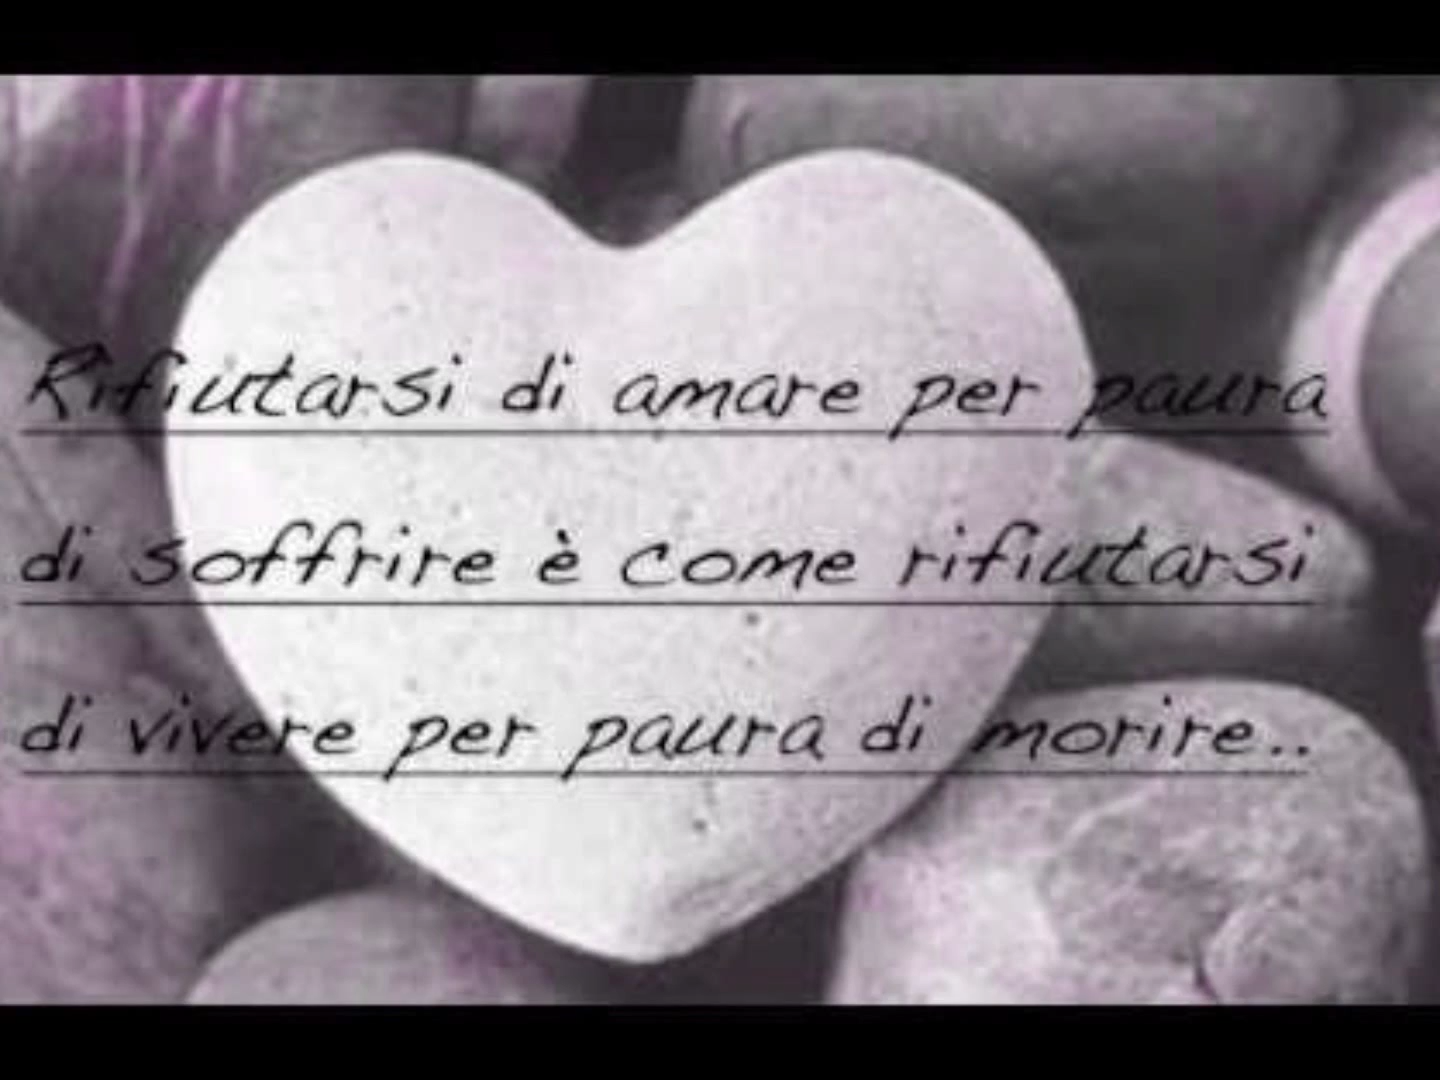 Rifiutarsi di amare per paura
di soffrire è come rifiutarsi
di vivere per paura di morire..